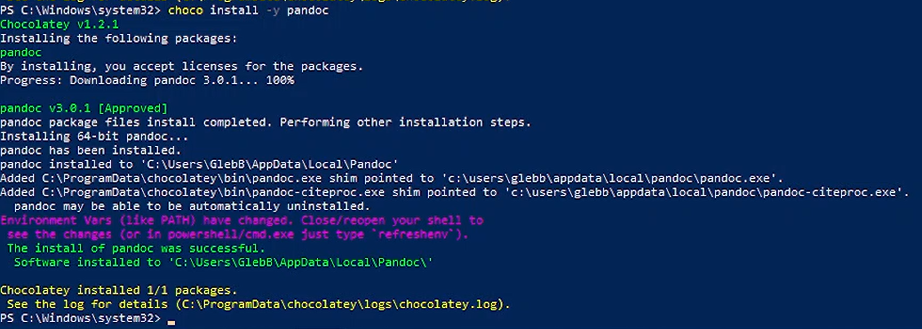 PS C:\Windows\system32> choco install -y pandoc
Chocolatey v1.2.1
Installing the following packages:
pandoc
By installing, you accept licenses for the packages.
Progress: Downloading pandoc 3.0.1... 100%
pandoc v3.0.1 [Approved]
pandoc package files install completed. Performing other installation steps.
Installing 64-bit pandoc...
pandoc has been installed.
pandoc installed to 'C:\Users\GlebB\AppData\Local\Pandoc'
Added C:\ProgramData\chocolatey\bin\pandoc.exe shim pointed to 'c:\users\glebb\appdata\local\pandoc\pandoc.exe'.
Added C:\ProgramData\chocolatey\bin\pandoc-citeproc.exe shim pointed to 'c:\users\glebb\appdata\local\pandoc\pandoc-citeproc.exe'.
pandoc may be able to be automatically uninstalled.
Environment Vars (like PATH) have changed. Close/reopen your shell to
see the changes (or in powershell/cmd.exe just type `refreshenv`).
The install of pandoc was successful.
Software installed to 'C:\Users\GlebB\AppData\Local\Pandoc\'
Chocolatey installed 1/1 packages.
See the log for details (C:\ProgramData\chocolatey\logs\chocolatey.log).
PS C:\Windows\system32>